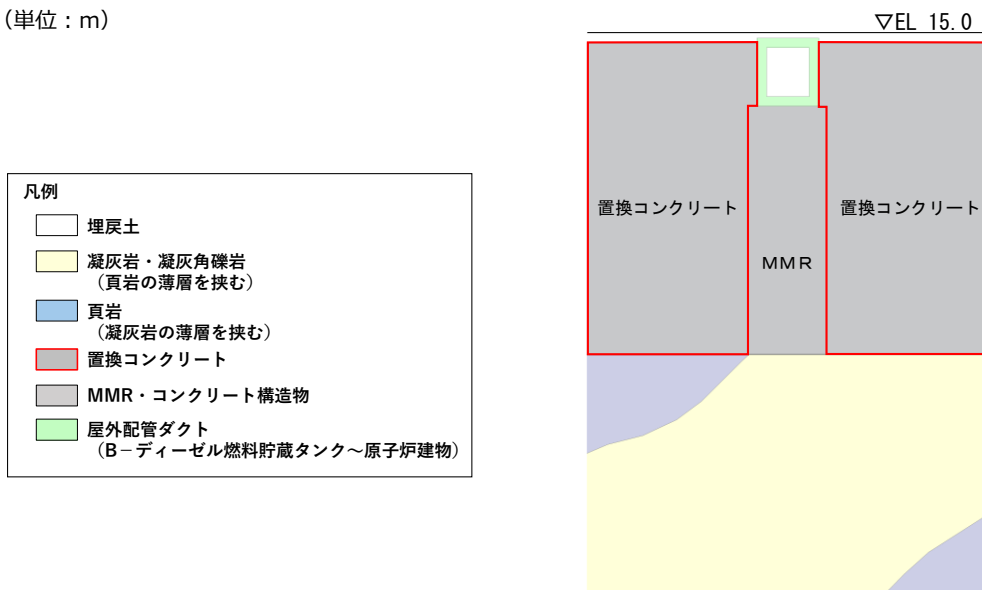 (単位：m)
▽EL 15.0
凡例
埋戻土
凝灰岩・凝灰角礫岩
（頁岩の薄層を挟む）
頁岩
（凝灰岩の薄層を挟む）
置換コンクリート
MMR・コンクリート構造物
屋外配管ダクト
（B－ディーゼル燃料貯蔵タンク～原子炉建物）
置換コンクリート
MMR
置換コンクリート